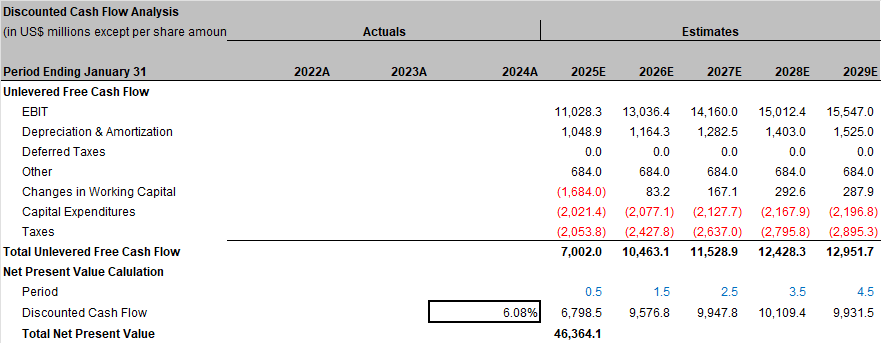 Discounted Cash Flow Analysis
(in US$ millions except per share amoun Actuals Estimates
Period Ending January 31 2022A 2023A 2024A 2025E 2026E 2027E 2028E 2029E
Unlevered Free Cash Flow
EBIT 11,028.3 13,036.4 14,160.0 15,012.4 15,547.0
Depreciation & Amortization 1,048.9 1,164.3 1,282.5 1,403.0 1,525.0
Deferred Taxes 0.0 0.0 0.0 0.0 0.0
Other 684.0 684.0 684.0 684.0 684.0
Changes in Working Capital (1,684.0) 83.2 167.1 292.6 287.9
Capital Expenditures (2,021.4) (2,077.1) (2,127.7) (2,167.9) (2,196.8)
Taxes (2,053.8) (2,427.8) (2,637.0) (2,795.8) (2,895.3)
Total Unlevered Free Cash Flow 7,002.0 10,463.1 11,528.9 12,428.3 12,951.7
Net Present Value Calulation
Period 0.5 1.5 2.5 3.5 4.5
Discounted Cash Flow 6.08% 6,798.5 9,576.8 9,947.8 10,109.4 9,931.5
Total Net Present Value 46,364.1